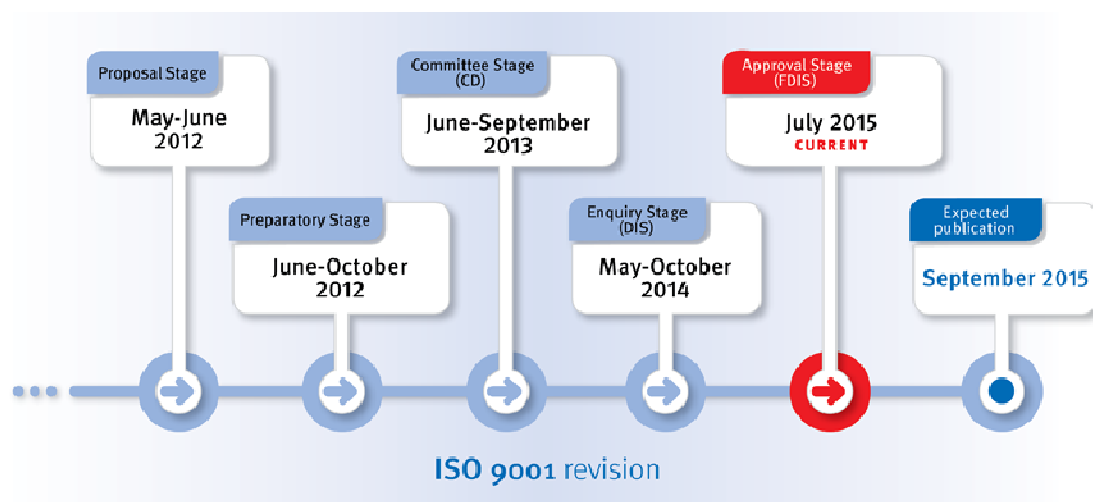 Proposal Stage
May-June
2012
Preparatory Stage
June-October
2012
Committee Stage
(CD)
June-September
2013
Enquiry Stage
(DIS)
May-October
2014
Approval Stage
(FDIS)
July 2015
CURRENT
Expected
publication
September 2015
ISO 9001 revision